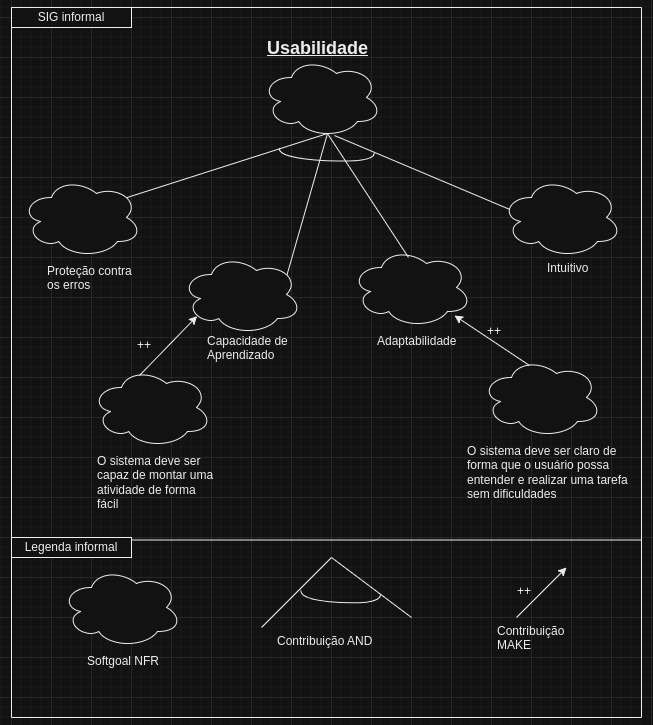 SIG informal
Usabilidade
Proteção contra
os erros
Intuitivo
Capacidade de
Aprendizado
Adaptabilidade
++
++
O sistema deve ser
capaz de montar uma
atividade de forma
fácil
O sistema deve ser claro de
forma que o usuário possa
entender e realizar uma tarefa
sem dificuldades
Legenda informal
Softgoal NFR
Contribuição AND
++
Contribuição
MAKE